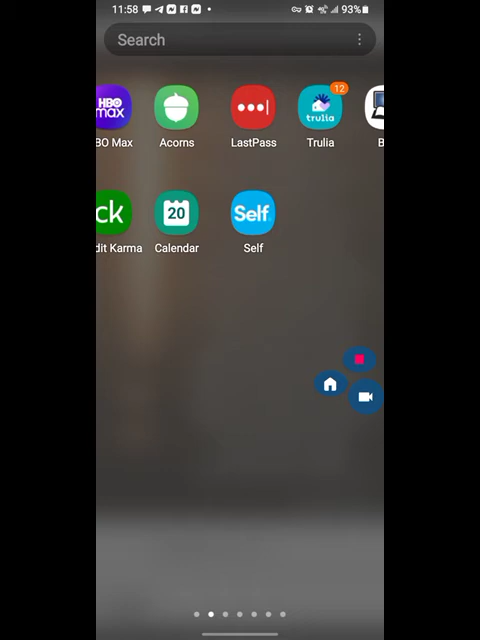 11:58 93%
Search
HBO
max
trulia
12
BO Max Acorns LastPass Trulia B
ck
20
Self.
dit Karma Calendar Self